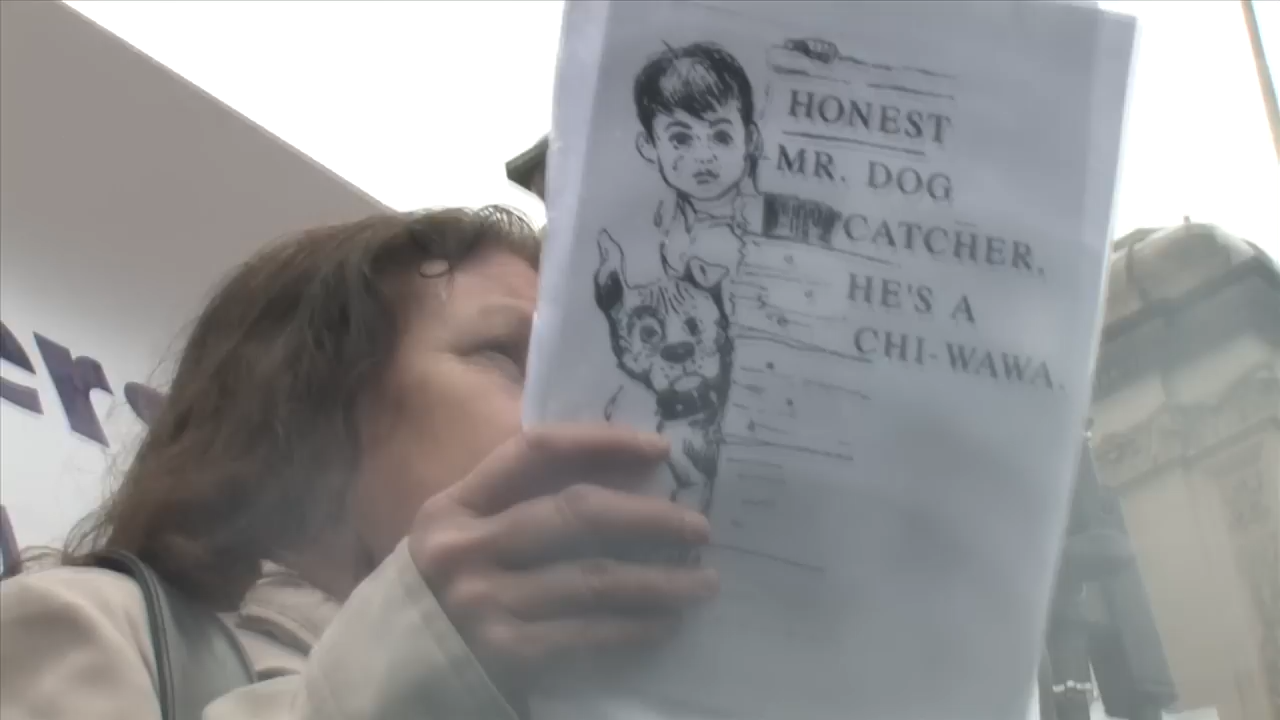 HONEST
MR. DOG
CATCHER.
HE'S A
CHI-WAWA.